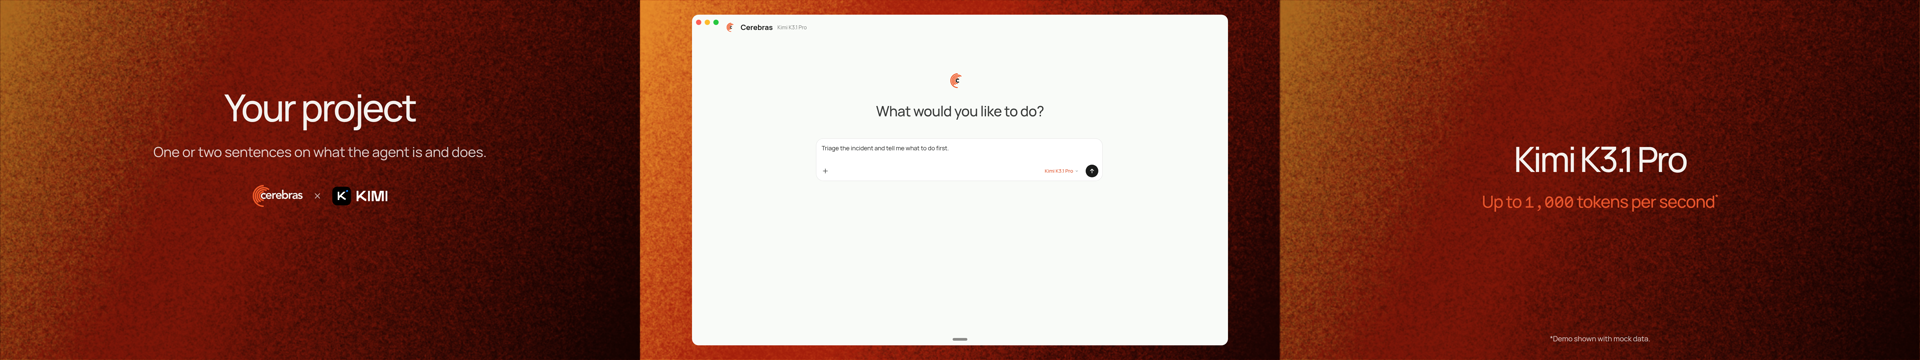 Your project
One or two sentences on what the agent is and does.
cerebras × K KIMI
Cerebras Kimi K3.1 Pro
What would you like to do?
Triage the incident and tell me what to do first.
+ Kimi K3.1 Pro
Kimi K3.1 Pro
Up to 1,000 tokens per second*
*Demo shown with mock data.